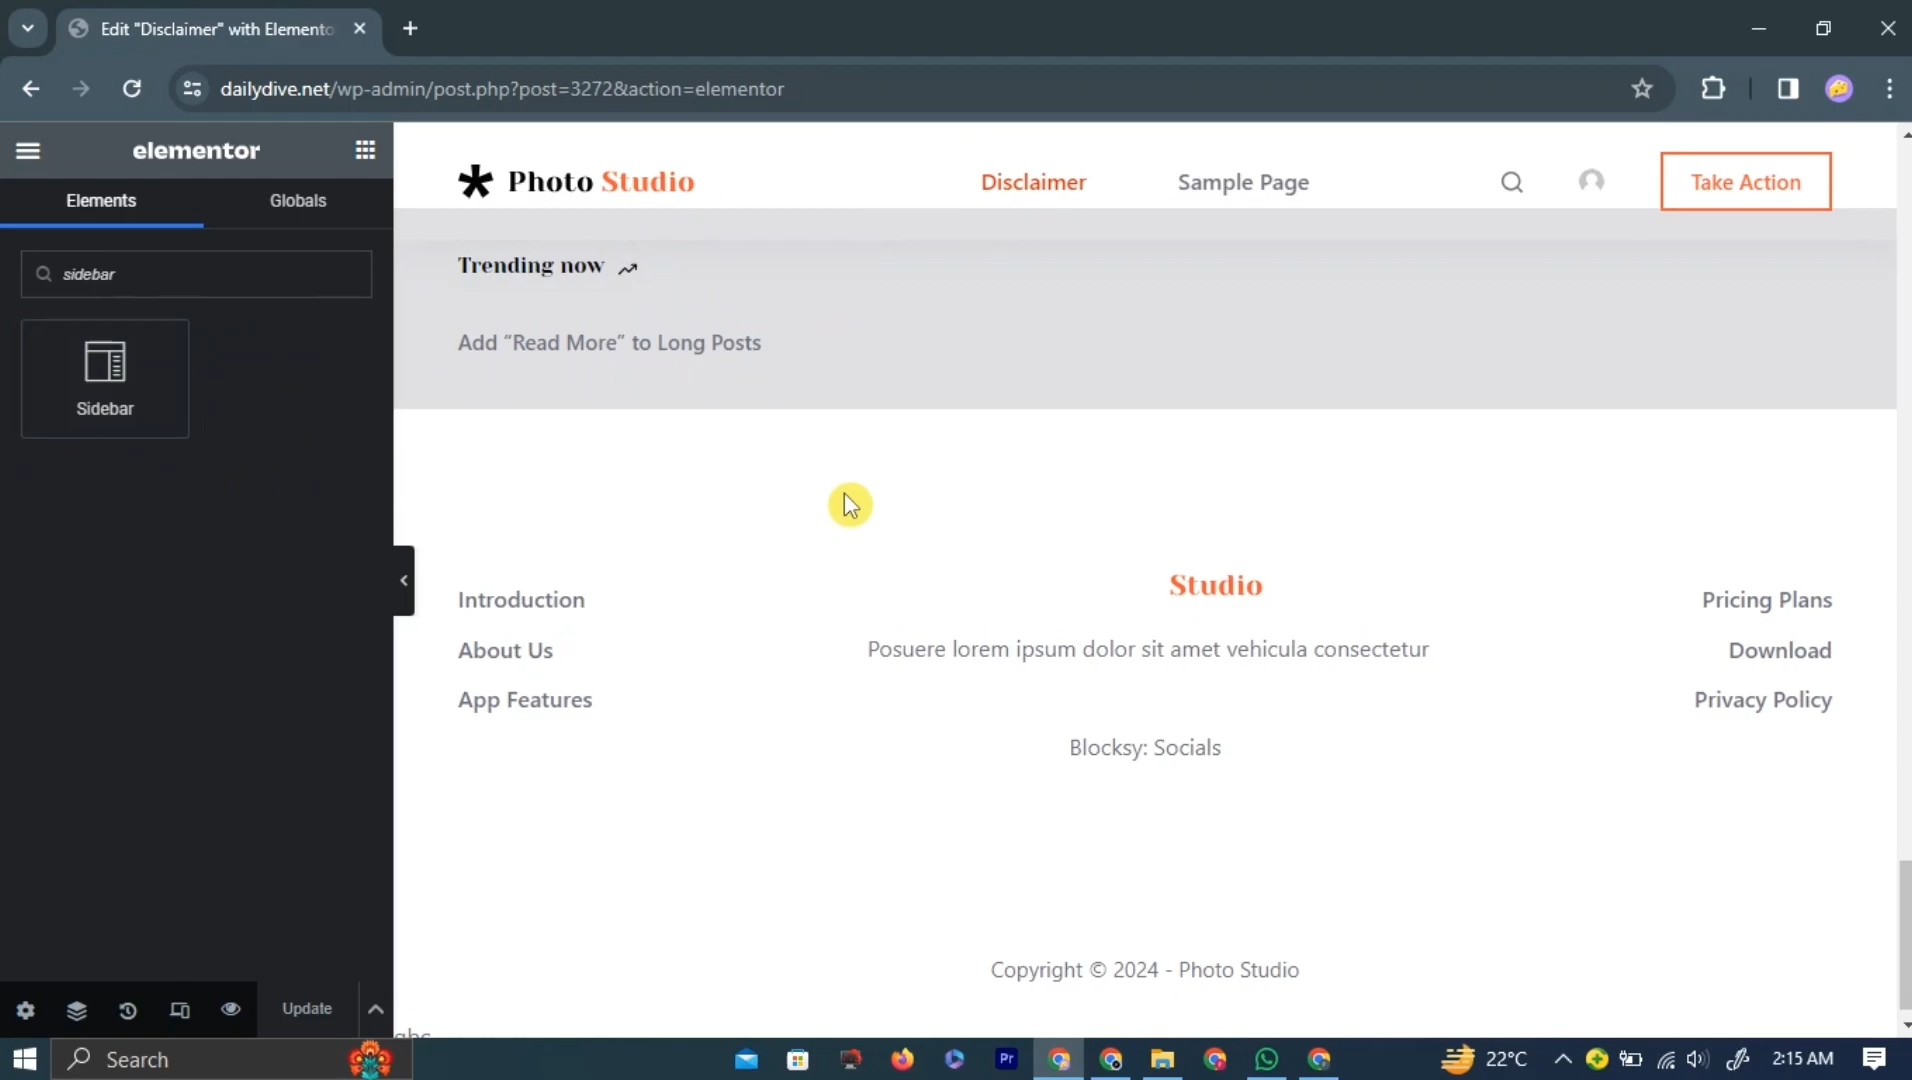 Edit "Disclaimer" with Elemento
dailydive.net/wp-admin/post.php?post=3272&action=elementor
elementor
Elements
Globals
sidebar
Sidebar
Update
Photo Studio
Disclaimer
Sample Page
Take Action
Trending now
Add “Read More” to Long Posts
Introduction
About Us
App Features
Studio
Posuere lorem ipsum dolor sit amet vehicula consectetur
Blocksy: Socials
Pricing Plans
Download
Privacy Policy
Copyright © 2024 - Photo Studio
Search
Pr
22°C
2:15 AM